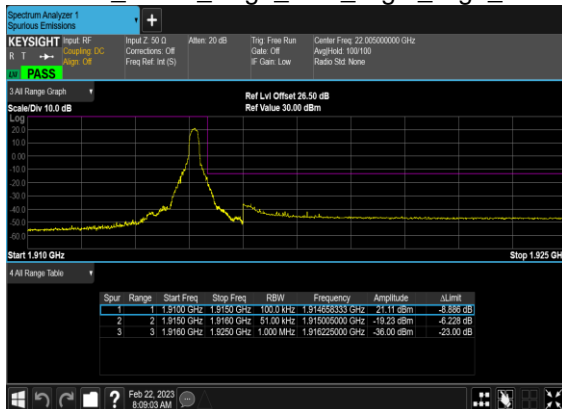 Spectrum Analyzer 1
Spurious Emissions
+
KEYSIGHT Input: RF
R T
Coupling: DC
Align: Off
Input Z: 50 Ω
Corrections: Off
Freq Ref: Int (S)
Atten: 20 dB
Trig: Free Run
Gate: Off
IF Gain: Low
Center Freq: 22.005000000 GHz
Avg|Hold: 100/100
Radio Std: None
PASS
3 All Range Graph
Scale/Div 10.0 dB
Ref Lvl Offset 26.50 dB
Ref Value 30.00 dBm
Log
20.0
10.0
0.00
-10.0
-20.0
-30.0
-40.0
-50.0
-60.0
Start 1.910 GHz
Stop 1.925 GH
4 All Range Table
Spur Range Start Freq Stop Freq RBW Frequency Amplitude ΔLimit
1 1 1.9100 GHz 1.9150 GHz 100.0 kHz 1.914658333 GHz 21.11 dBm -8.886 dB
2 2 1.9150 GHz 1.9160 GHz 51.00 kHz 1.915005000 GHz -19.23 dBm -6.228 dB
3 3 1.9160 GHz 1.9250 GHz 1.000 MHz 1.916225000 GHz -36.00 dBm -23.00 dB
?
Feb 22, 2023
8:09:03 AM